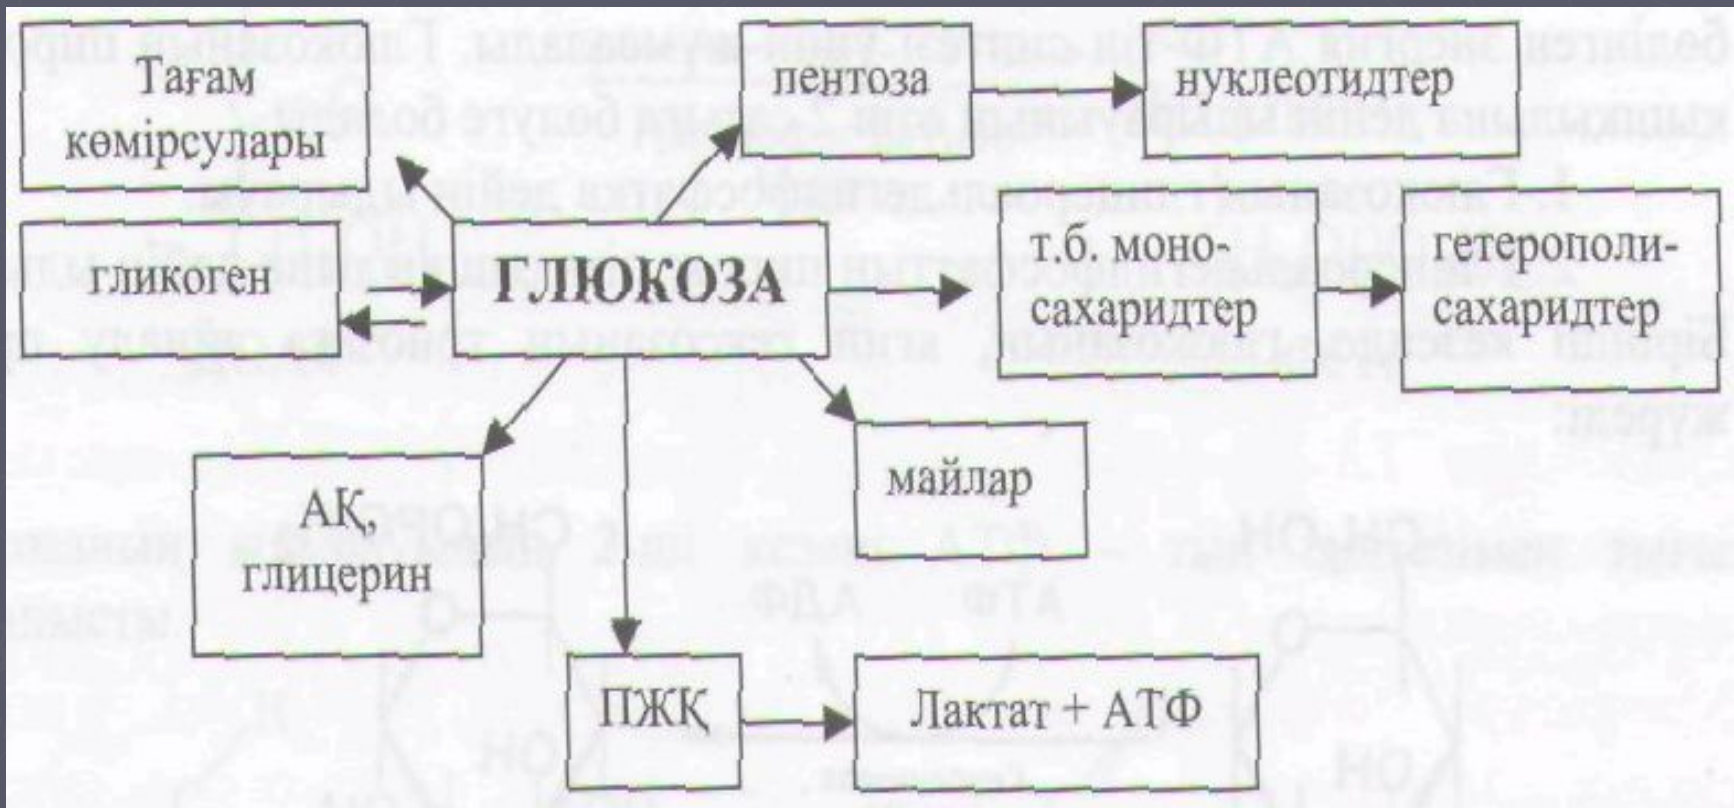 Тағам
көмірсулары
пентоза
нуклеотидтер
гликоген
ГЛЮКОЗА
т.б. моно-
сахаридтер
гетерополи-
сахаридтер
АҚ,
глицерин
майлар
ПЖҚ
Лактат + АТФ